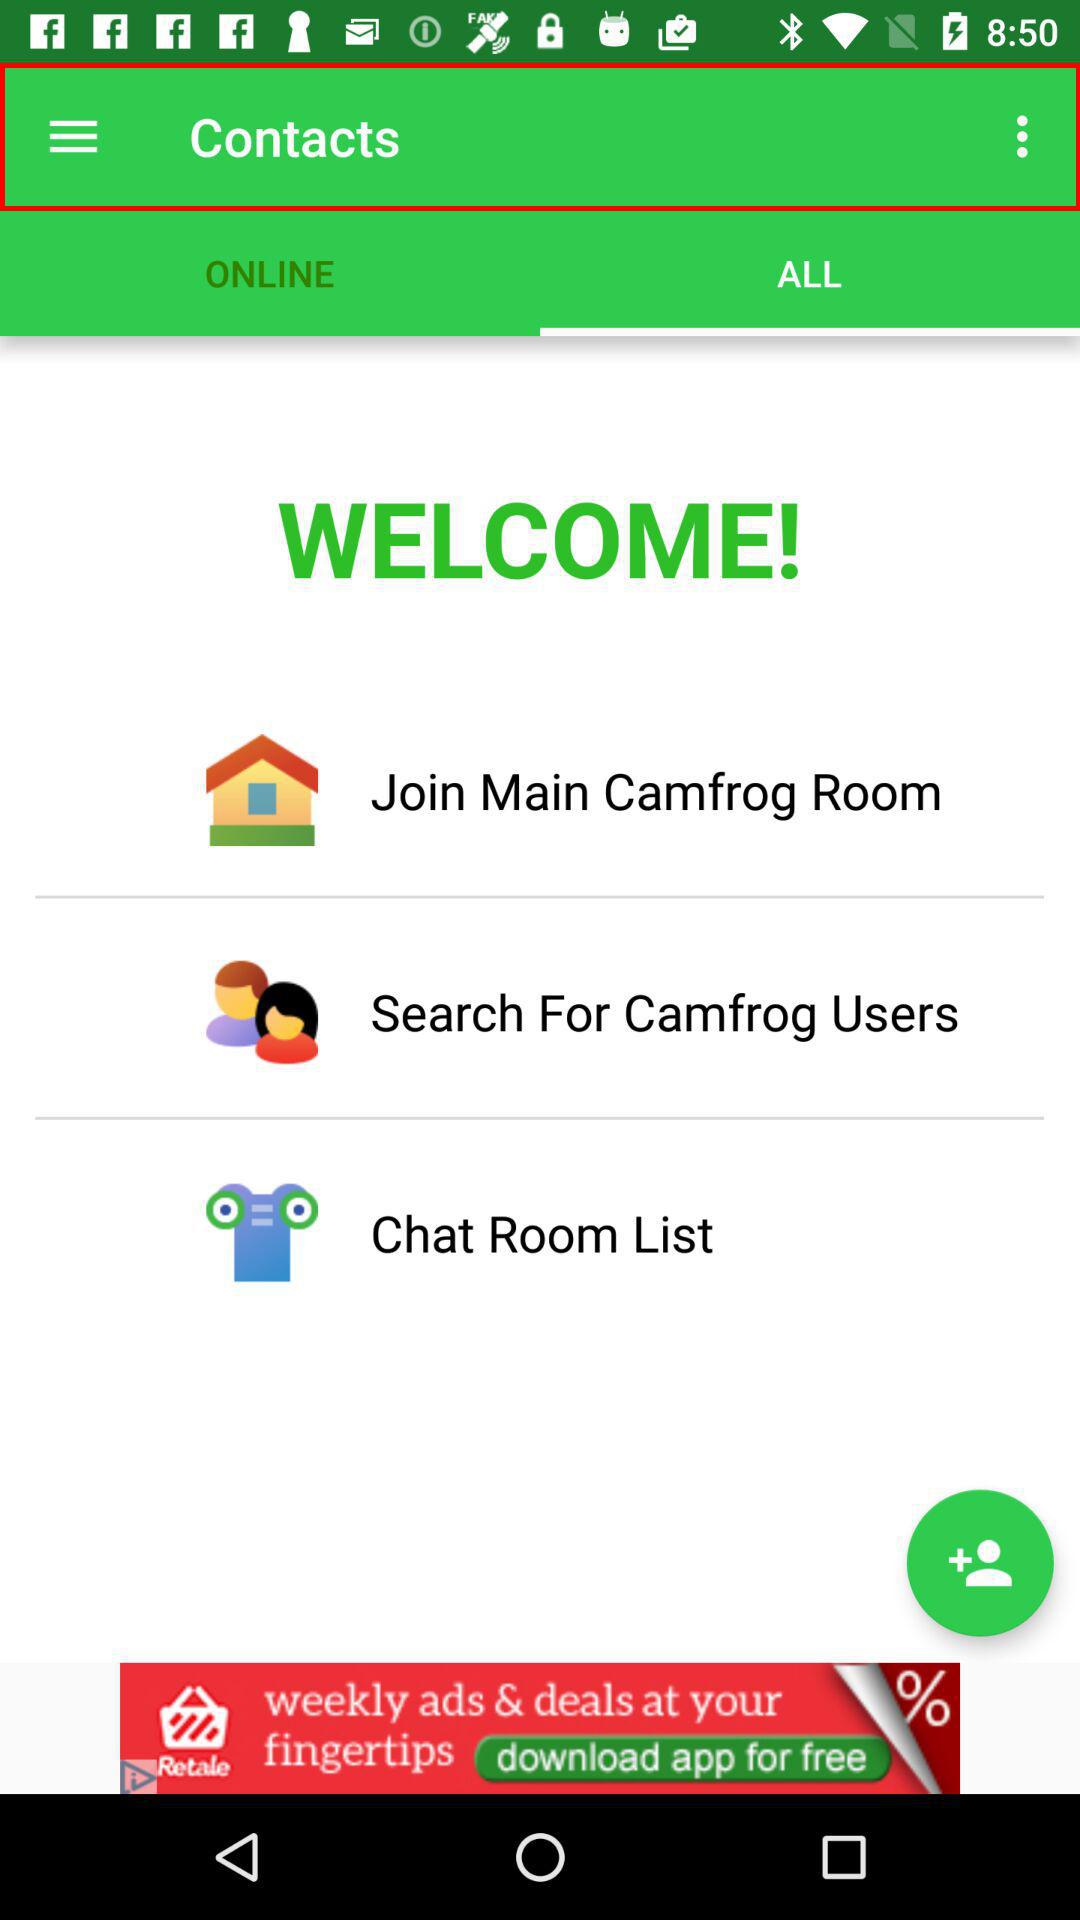 FAKE
8:50
Contacts
ONLINE
ALL
WELCOME!
Join Main Camfrog Room
Search For Camfrog Users
Chat Room List
weekly ads & deals at your
fingertips
download app for free
%
Retale